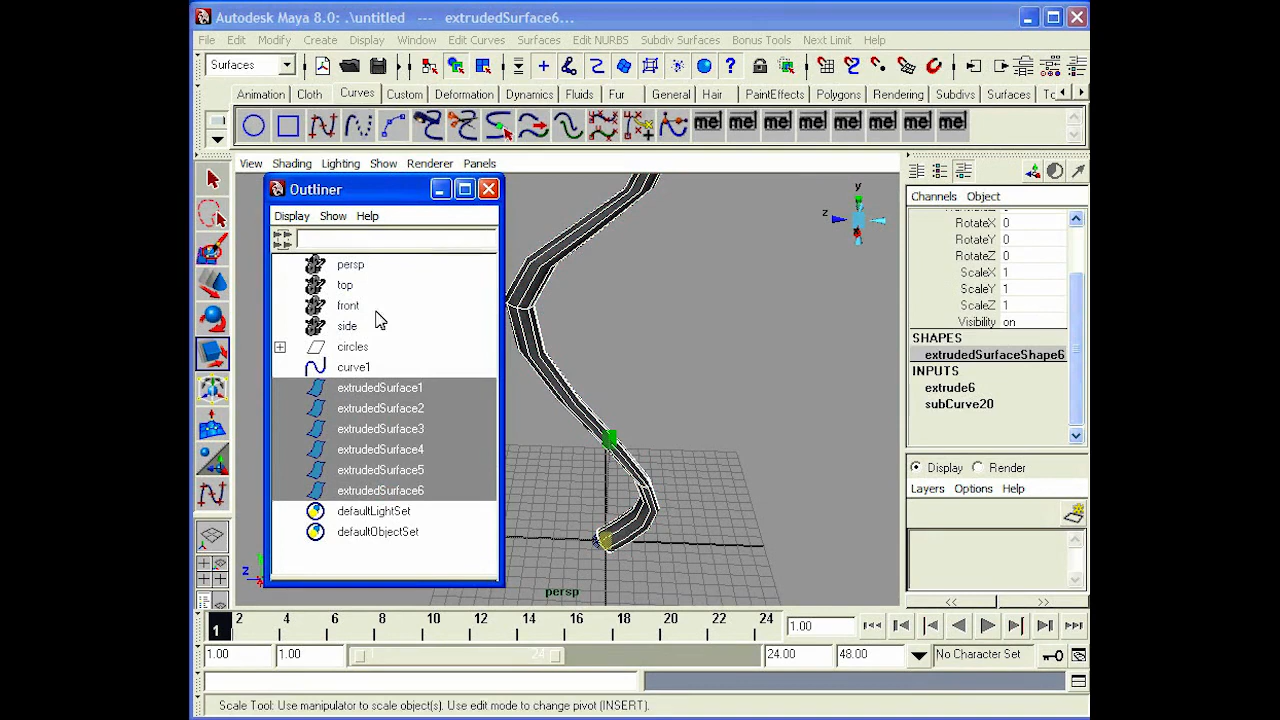 Autodesk Maya 8.0: .\untitled --- extrudedSurface6...
File Edit Modify Create Display Window Edit Curves Surfaces Edit NURBS Subdiv Surfaces Bonus Tools Next Limit Help
Surfaces
Animation Cloth Curves Custom Deformation Dynamics Fluids Fur General Hair PaintEffects Polygons Rendering Subdivs Surfaces
mel mel mel mel mel mel mel mel
View Shading Lighting Show Renderer Panels
Outliner
Display Show Help
persp
top
front
side
circles
curve1
extrudedSurface1
extrudedSurface2
extrudedSurface3
extrudedSurface4
extrudedSurface5
extrudedSurface6
defaultLightSet
defaultObjectSet
y
z
z
persp
Channels Object
RotateX 0
RotateY 0
RotateZ 0
ScaleX 1
ScaleY 1
ScaleZ 1
Visibility on
SHAPES
extrudedSurfaceShape6
INPUTS
extrude6
subCurve20
Display Render
Layers Options Help
<< >>
1 2 4 6 8 10 12 14 16 18 20 22 24
1.00
1.00 1.00 24 24.00 48.00 No Character Set
Scale Tool: Use manipulator to scale object(s). Use edit mode to change pivot (INSERT).